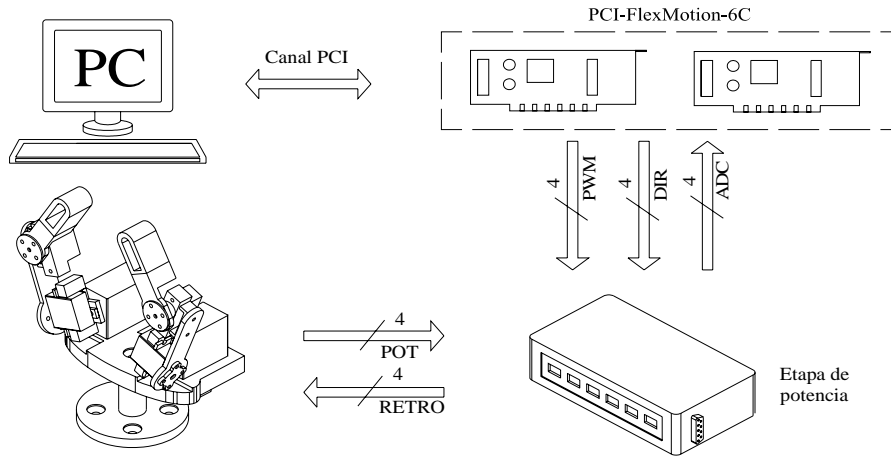 PCI-FlexMotion-6C
PC
Canal PCI
4
PWM
4
DIR
4
ADC
4
POT
4
RETRO
Etapa de
potencia